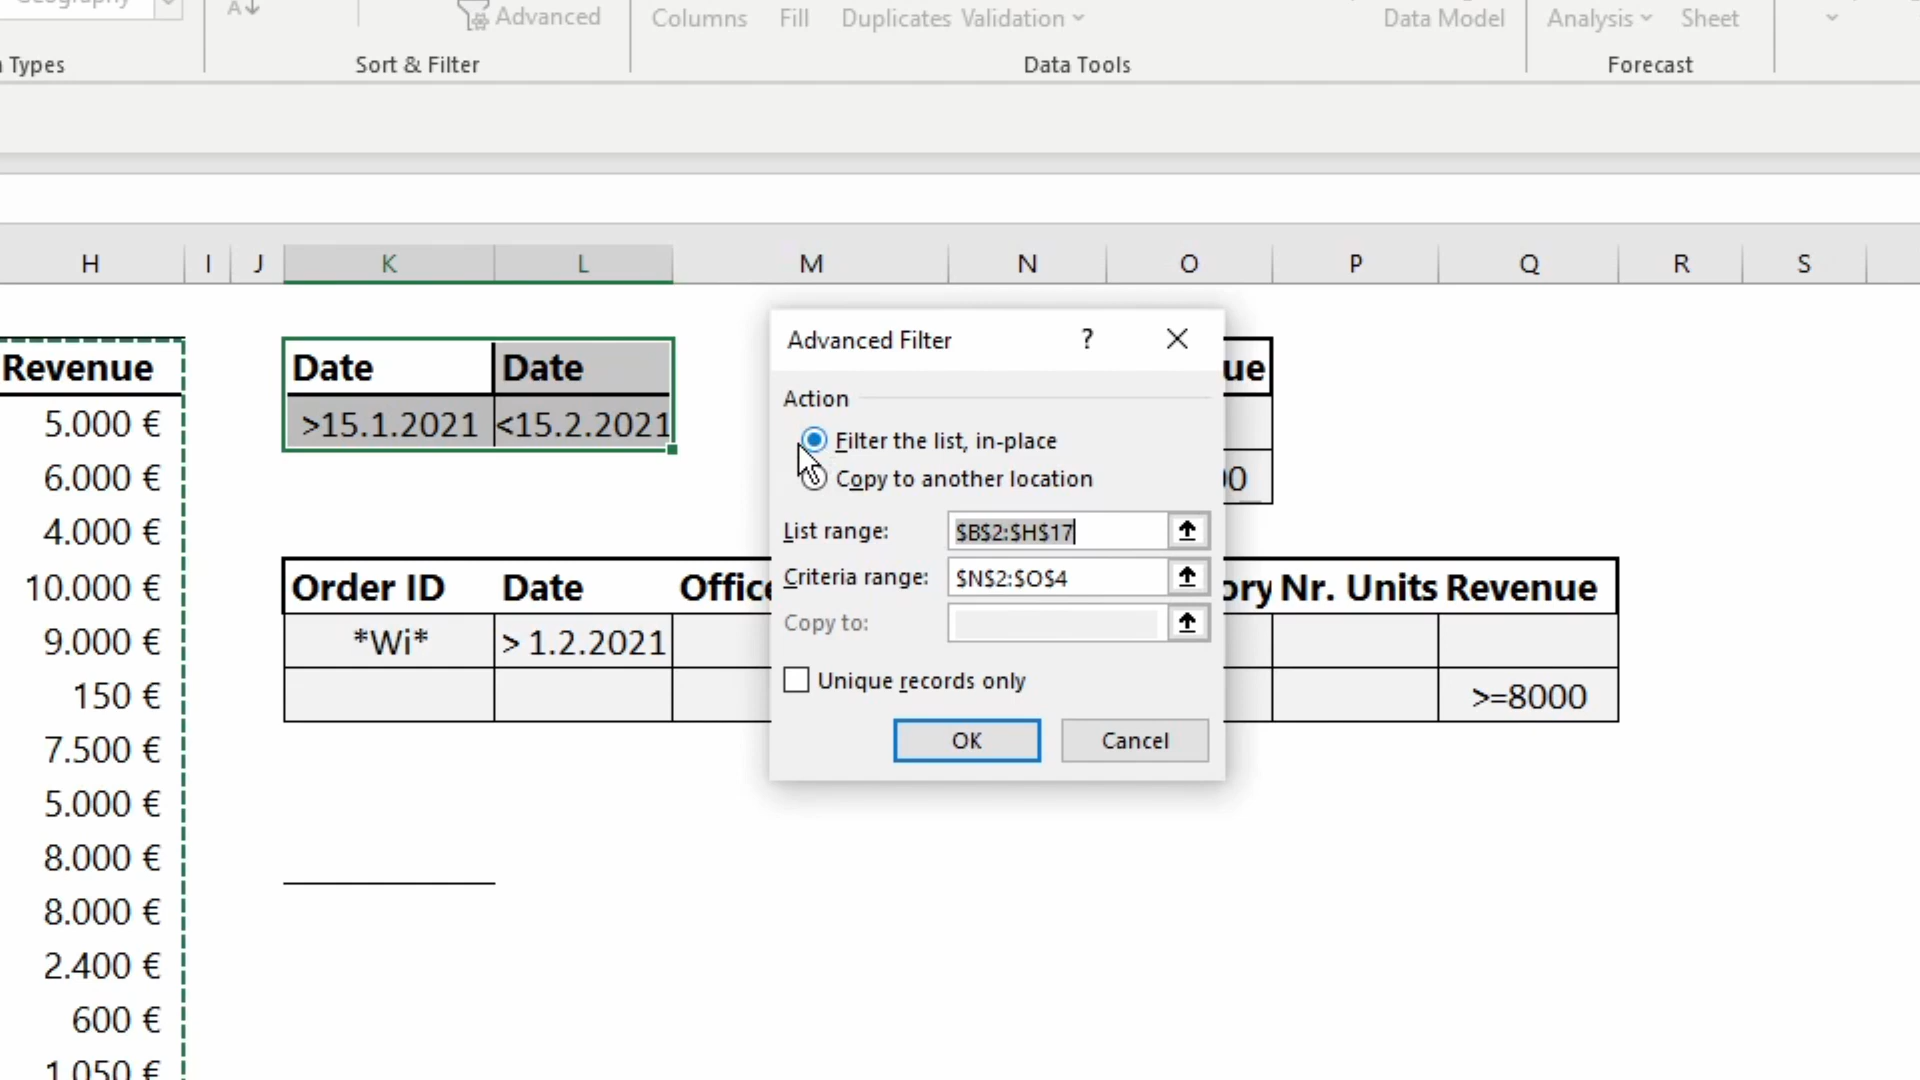 Geography
Advanced
Columns Fill Duplicates Validation Data Model Analysis Sheet
Types Sort & Filter Data Tools Forecast
H I J K L M N O P Q R S
Revenue
5.000 €
6.000 €
4.000 €
10.000 €
9.000 €
150 €
7.500 €
5.000 €
8.000 €
8.000 €
2.400 €
600 €
1.050 €
Date Date
>15.1.2021 <15.2.2021
ue
Order ID Date Office ory Nr. Units Revenue
*Wi* > 1.2.2021
>=8000
Advanced Filter ?
Action
Filter the list, in-place
Copy to another location
List range: $B$2:$H$17
Criteria range: $N$2:$O$4
Copy to:
Unique records only
OK Cancel